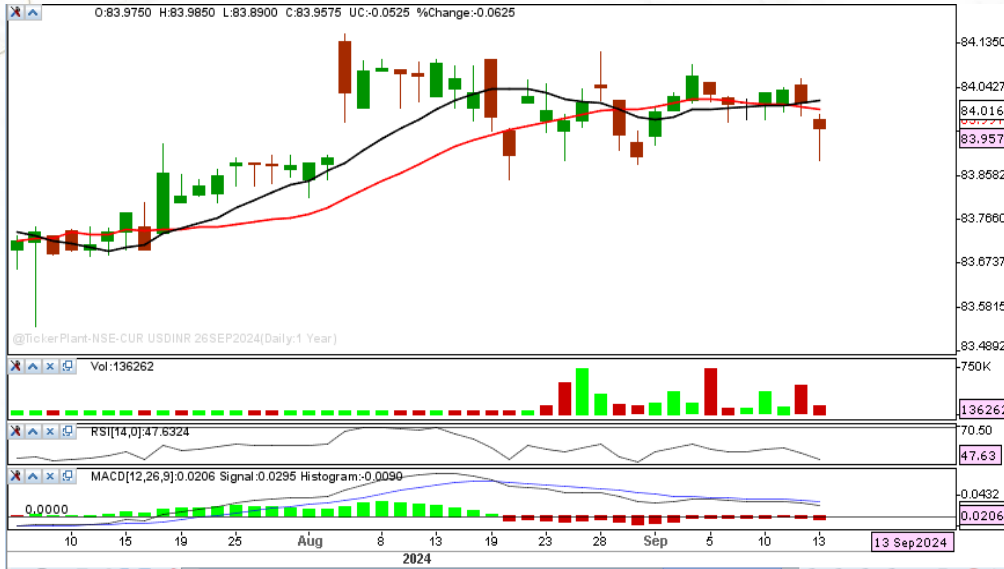 O:83.9750 H:83.9850 L:83.8900 C:83.9575 UC:-0.0525 %Change:-0.0625
84.1350
84.0427
84.016
83.957
83.8582
83.7660
83.6737
83.5815
83.4892
@TickerPlant-NSE-CUR USDINR 26SEP2024(Daily:1 Year)
Vol:136262
750K
136262
RSI[14,0]:47.6324
70.50
47.63
MACD[12,26,9]:0.0206 Signal:0.0295 Histogram:-0.0090
0.0432
0.0000
0.0206
10 15 19 25 Aug 8 13 19 23 28 Sep 5 10 13
13 Sep2024
2024